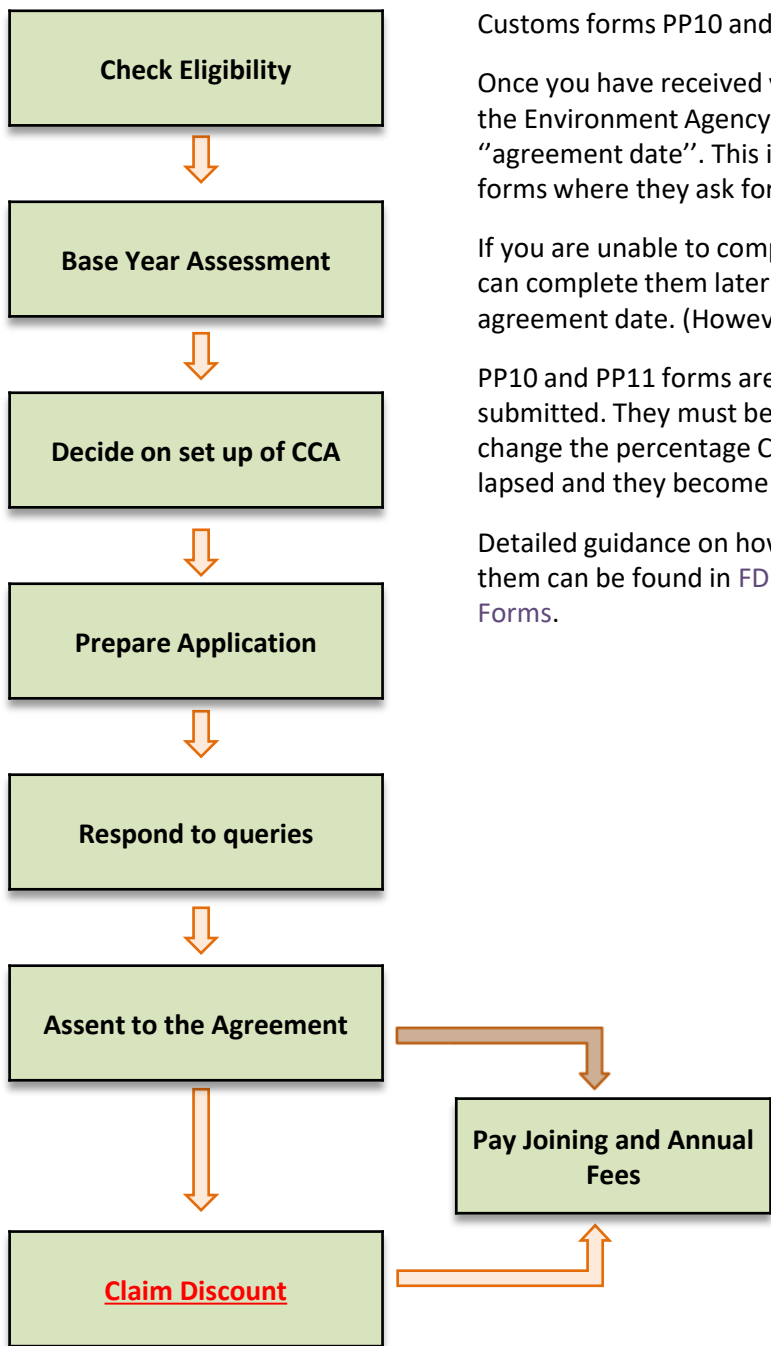 Check Eligibility
Base Year Assessment
Decide on set up of CCA
Prepare Application
Respond to queries
Assent to the Agreement
Pay Joining and Annual
Fees
Claim Discount
Customs forms PP10 and
Once you have received
the Environment Agency
‘’agreement date’’. This
forms where they ask for
If you are unable to
can complete them later
agreement date.
PP10 and PP11 forms are
submitted. They must be
change the percentage
lapsed and they become
Detailed guidance on
them can be found in FD
Forms.